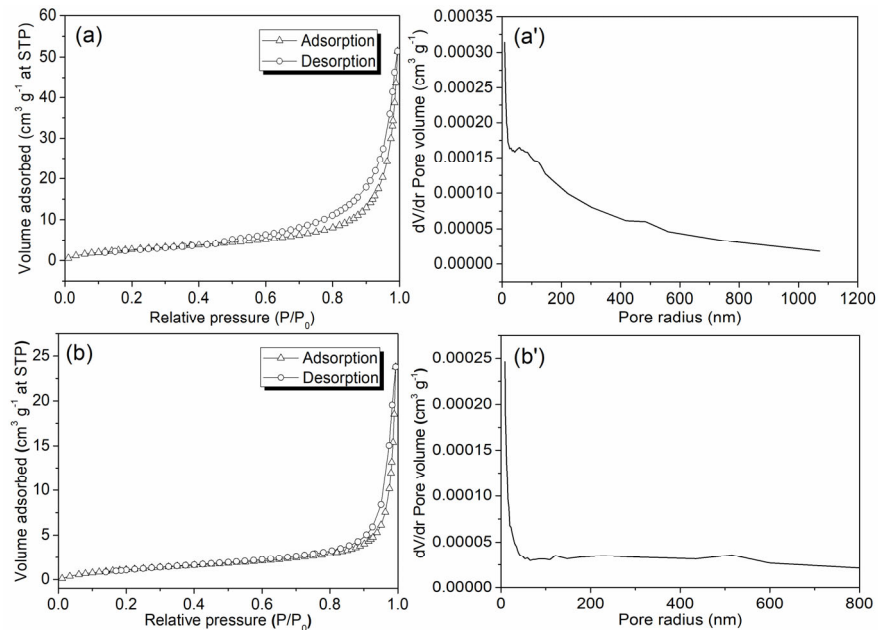 (a)
Adsorption
Desorption
Volume adsorbed (cm³ g⁻¹ at STP)
60
50
40
30
20
10
0
0.0 0.2 0.4 0.6 0.8 1.0
Relative pressure (P/P₀)
(a')
dV/dr Pore volume (cm³ g⁻¹)
0.00035
0.00030
0.00025
0.00020
0.00015
0.00010
0.00005
0.00000
0 200 400 600 800 1000 1200
Pore radius (nm)
(b)
Adsorption
Desorption
Volume adsorbed (cm³ g⁻¹ at STP)
25
20
15
10
5
0
0.0 0.2 0.4 0.6 0.8 1.0
Relative pressure (P/P₀)
(b')
dV/dr Pore volume (cm³ g⁻¹)
0.00025
0.00020
0.00015
0.00010
0.00005
0.00000
0 200 400 600 800
Pore radius (nm)